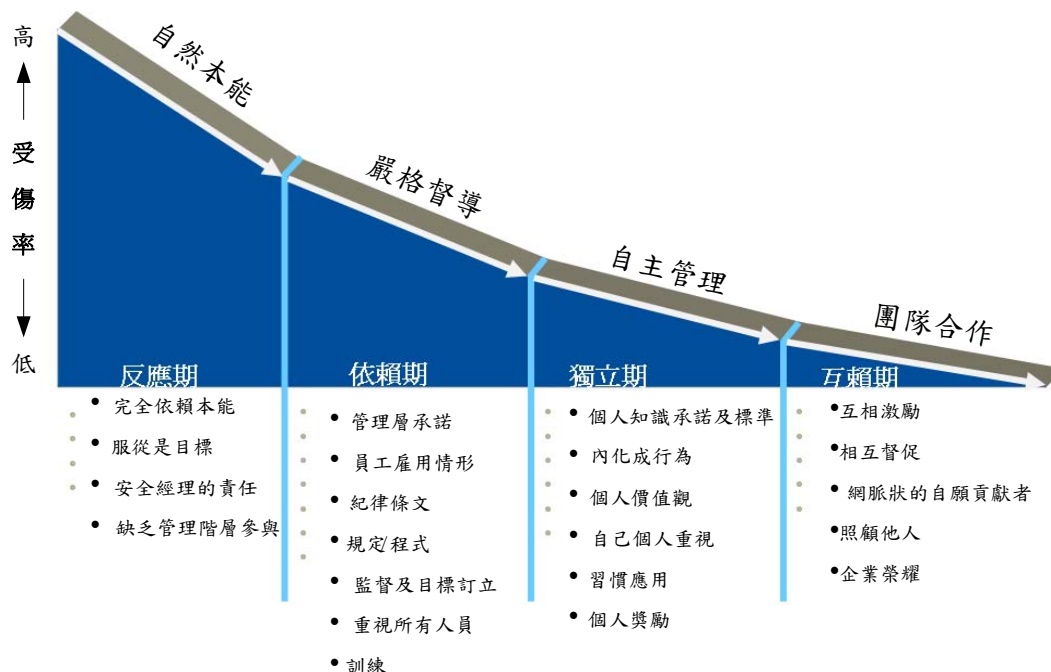 高
受
傷
率
低
自然本能
嚴格督導
自主管理
團隊合作
反應期
• 完全依賴本能
• 服從是目標
• 安全經理的責任
• 缺乏管理階層參與
依賴期
• 管理層承諾
• 員工雇用情形
• 紀律條文
• 規定/程式
• 監督及目標訂立
• 重視所有人員
• 訓練
獨立期
• 個人知識承諾及標準
• 內化成行為
• 個人價值觀
• 自己個人重視
• 習慣應用
• 個人獎勵
互賴期
•互相激勵
•相互督促
• 網脈狀的自願貢獻者
•照顧他人
•企業榮耀